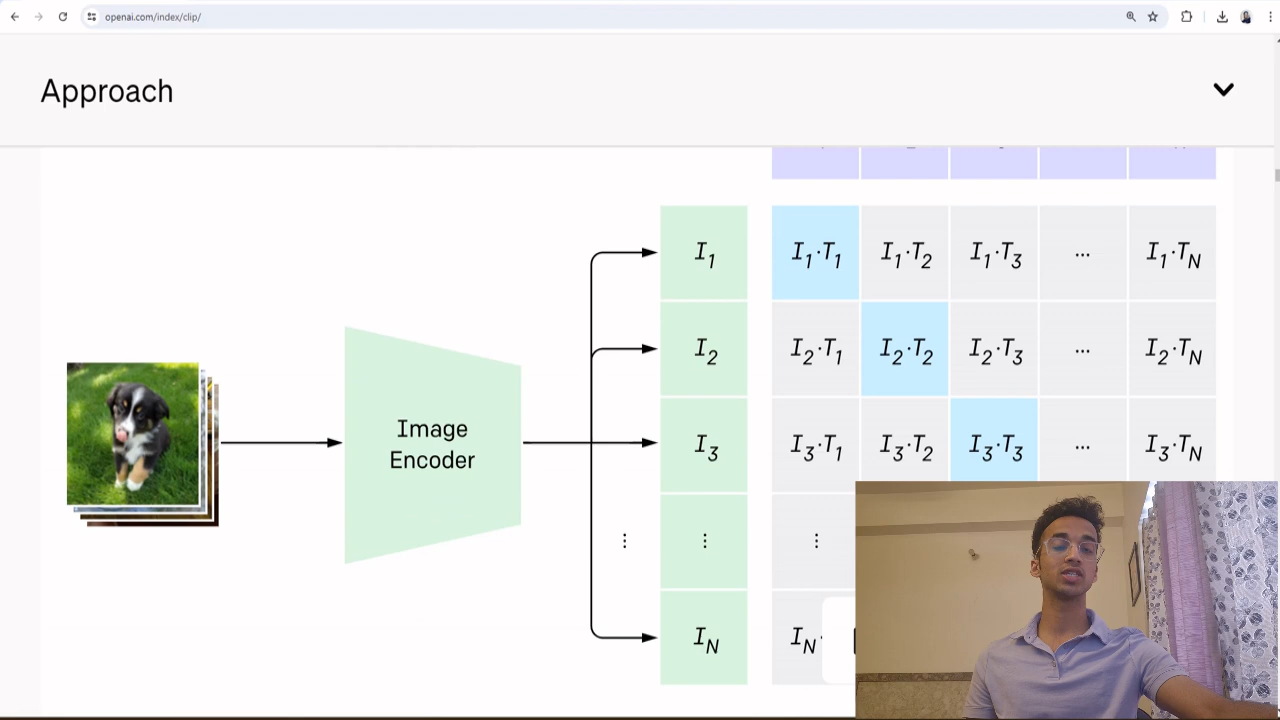 openai.com/index/clip/
Approach
I1 I1·T1 I1·T2 I1·T3 ... I1·TN
I2 I2·T1 I2·T2 I2·T3 ... I2·TN
Image
Encoder
I3 I3·T1 I3·T2 I3·T3 ... I3·TN
⋮ ⋮ ⋮
IN IN·